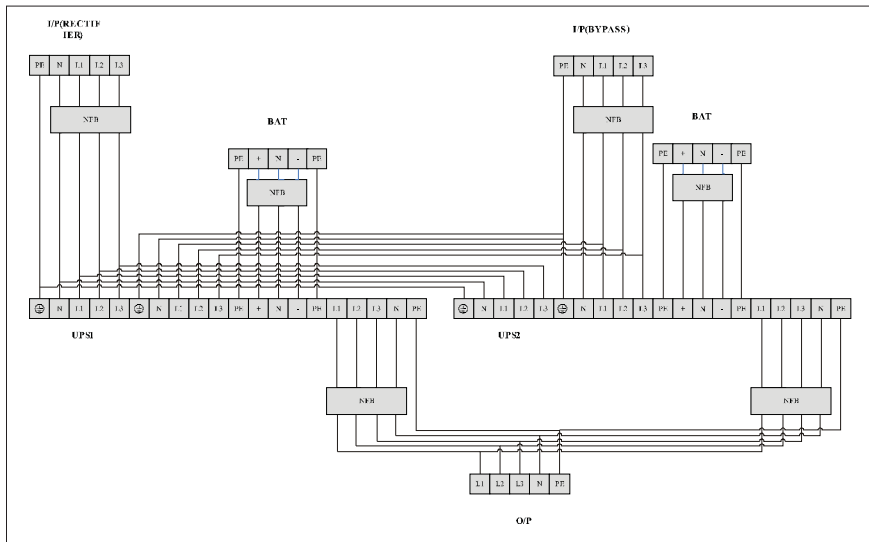 I/P(RECTIF
IER)
I/P(BYPASS)
PE N L1 L2 L3
PE N L1 L2 L3
NFB
NFB
BAT
BAT
PE + N - PE
PE + N - PE
NFB
NFB
N L1 L2 L3 N L1 L2 L3 PE + N - PE L1 L2 L3 N PE
N L1 L2 L3 N L1 L2 L3 PE + N - PE L1 L2 L3 N PE
UPS1
UPS2
NFB
NFB
L1 L2 L3 N PE
O/P